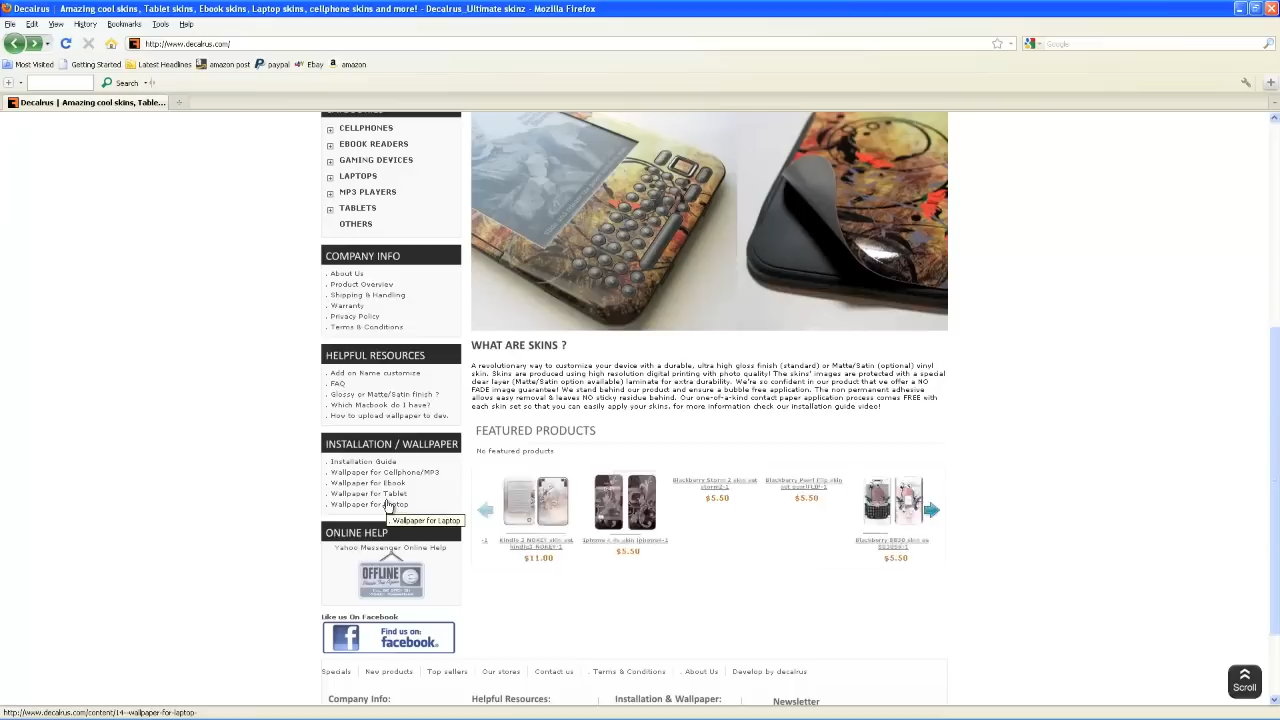 Decalrus | Amazing cool skins, Tablet skins, Ebook skins, Laptop skins, cellphone skins and more! - Decalrus_Ultimate skinz - Mozilla Firefox
File Edit View History Bookmarks Tools Help
http://www.decalrus.com/
Google
Most Visited Getting Started Latest Headlines amazon post paypal Ebay amazon
Search
Decalrus | Amazing cool skins, Table...
CELLPHONES
EBOOK READERS
GAMING DEVICES
LAPTOPS
MP3 PLAYERS
TABLETS
OTHERS
COMPANY INFO
. About Us
. Product Overview
. Shipping & Handling
. Warranty
. Privacy Policy
. Terms & Conditions
HELPFUL RESOURCES
. Add on Name customize
. FAQ
. Glossy or Matte/Satin finish ?
. Which Macbook do I have?
. How to upload wallpaper to dev.
INSTALLATION / WALLPAPER
. Installation Guide
. Wallpaper for Cellphone/MP3
. Wallpaper for Ebook
. Wallpaper for Tablet
. Wallpaper for Laptop
. Wallpaper for Laptop
ONLINE HELP
Yahoo Messenger Online Help
OFFLINE
Like us On Facebook
Find us on:
facebook.
WHAT ARE SKINS ?
A revolutionary way to customize your device with a durable, ultra high gloss finish (standard) or Matte/Satin (optional) vinyl
skin. Skins are produced using high resolution digital printing with photo quality! The skins' images are protected with a special
clear layer (Matte/Satin option available) laminate for extra durability. We're so confident in our product that we offer a NO
FADE image guarantee! We stand behind our product and ensure a bubble free application. The non permanent adhesive
allows easy removal & leaves NO sticky residue behind. Our one-of-a-kind contact paper application process comes FREE with
each skin set so that you can easily apply your skins, for more information check our installation guide video!
FEATURED PRODUCTS
No featured products
-1
Kindle 3 NOKEY skin set
kindle3 NOKEY-1
$11.00
Iphone 4 4s skin iphone4-1
$5.50
Blackberry Storm 2 skin set
storm2-1
$5.50
Blackberry Pearl Flip skin
set pearlFLIP-1
$5.50
$5.50
Specials New products Top sellers Our stores Contact us . Terms & Conditions . About Us Develop by decalrus
Company Info: Helpful Resources: Installation & Wallpaper: Newsletter
Scroll
http://www.decalrus.com/content/14--wallpaper-for-laptop-